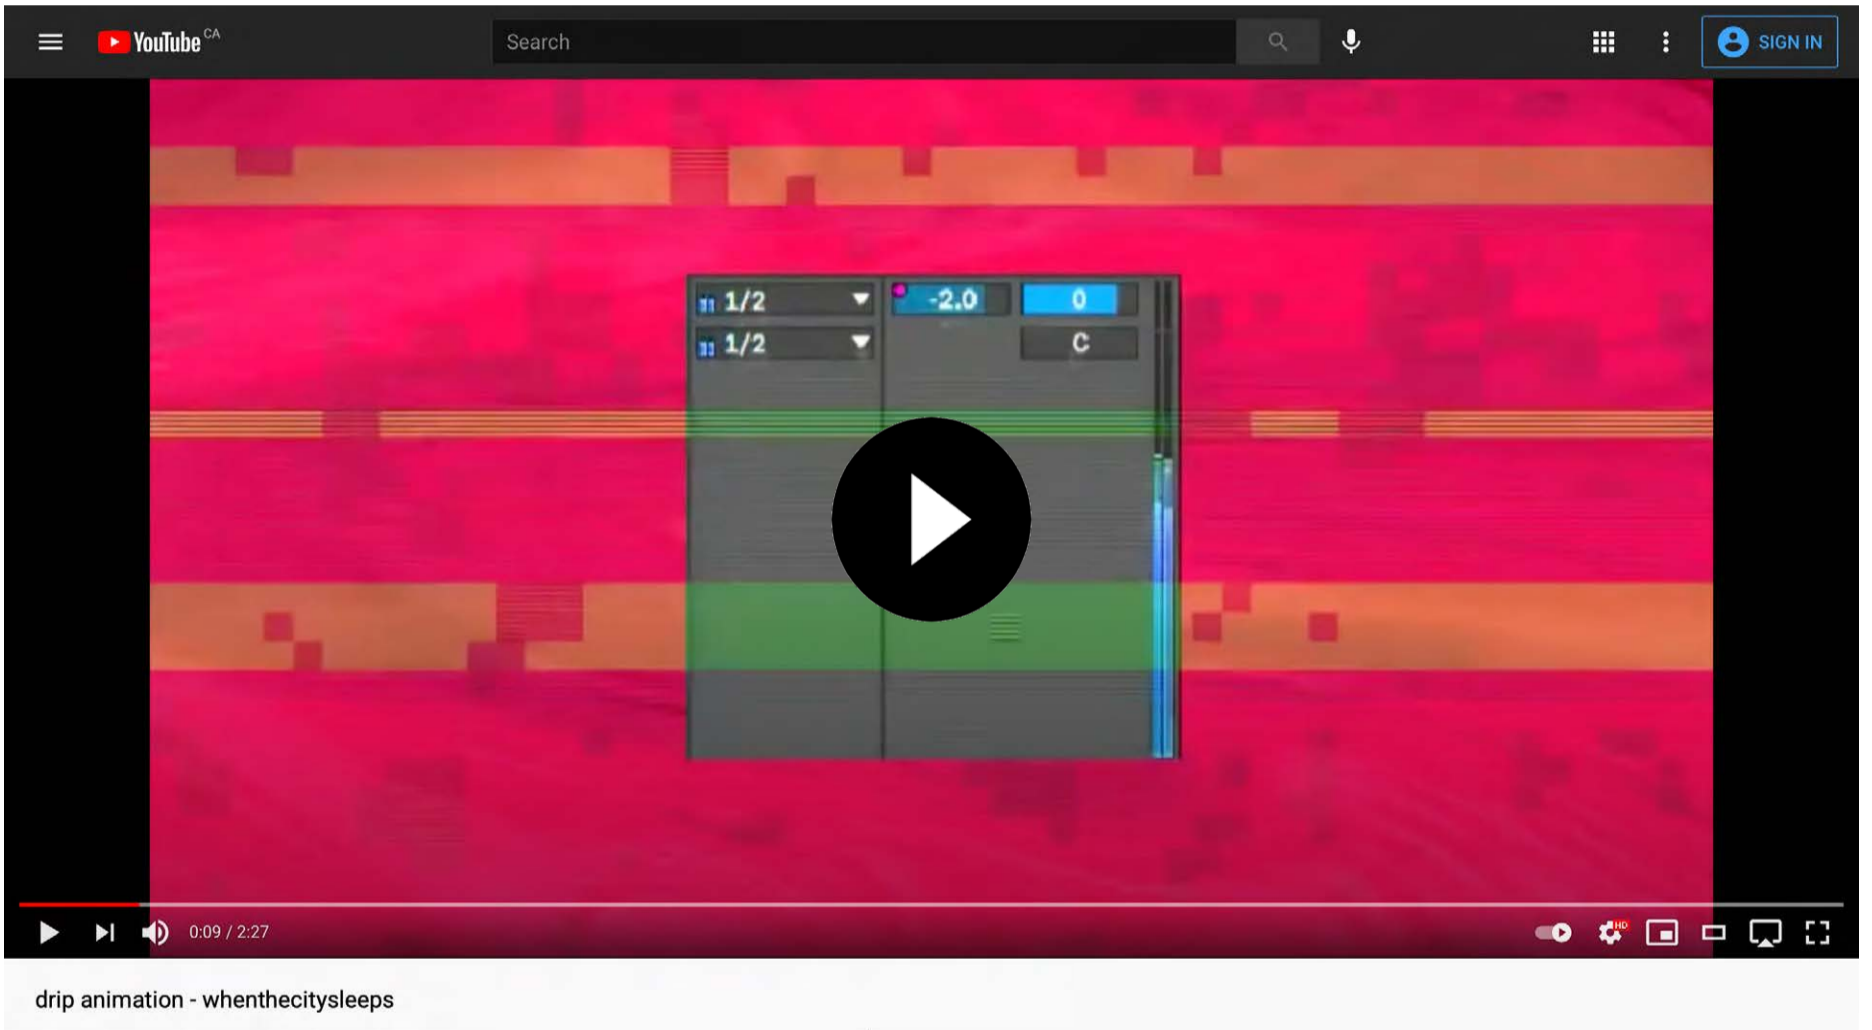 YouTube CA
Search
SIGN IN
1/2 -2.0 0
1/2 C
0:09 / 2:27
HD
drip animation - whenthecitysleeps